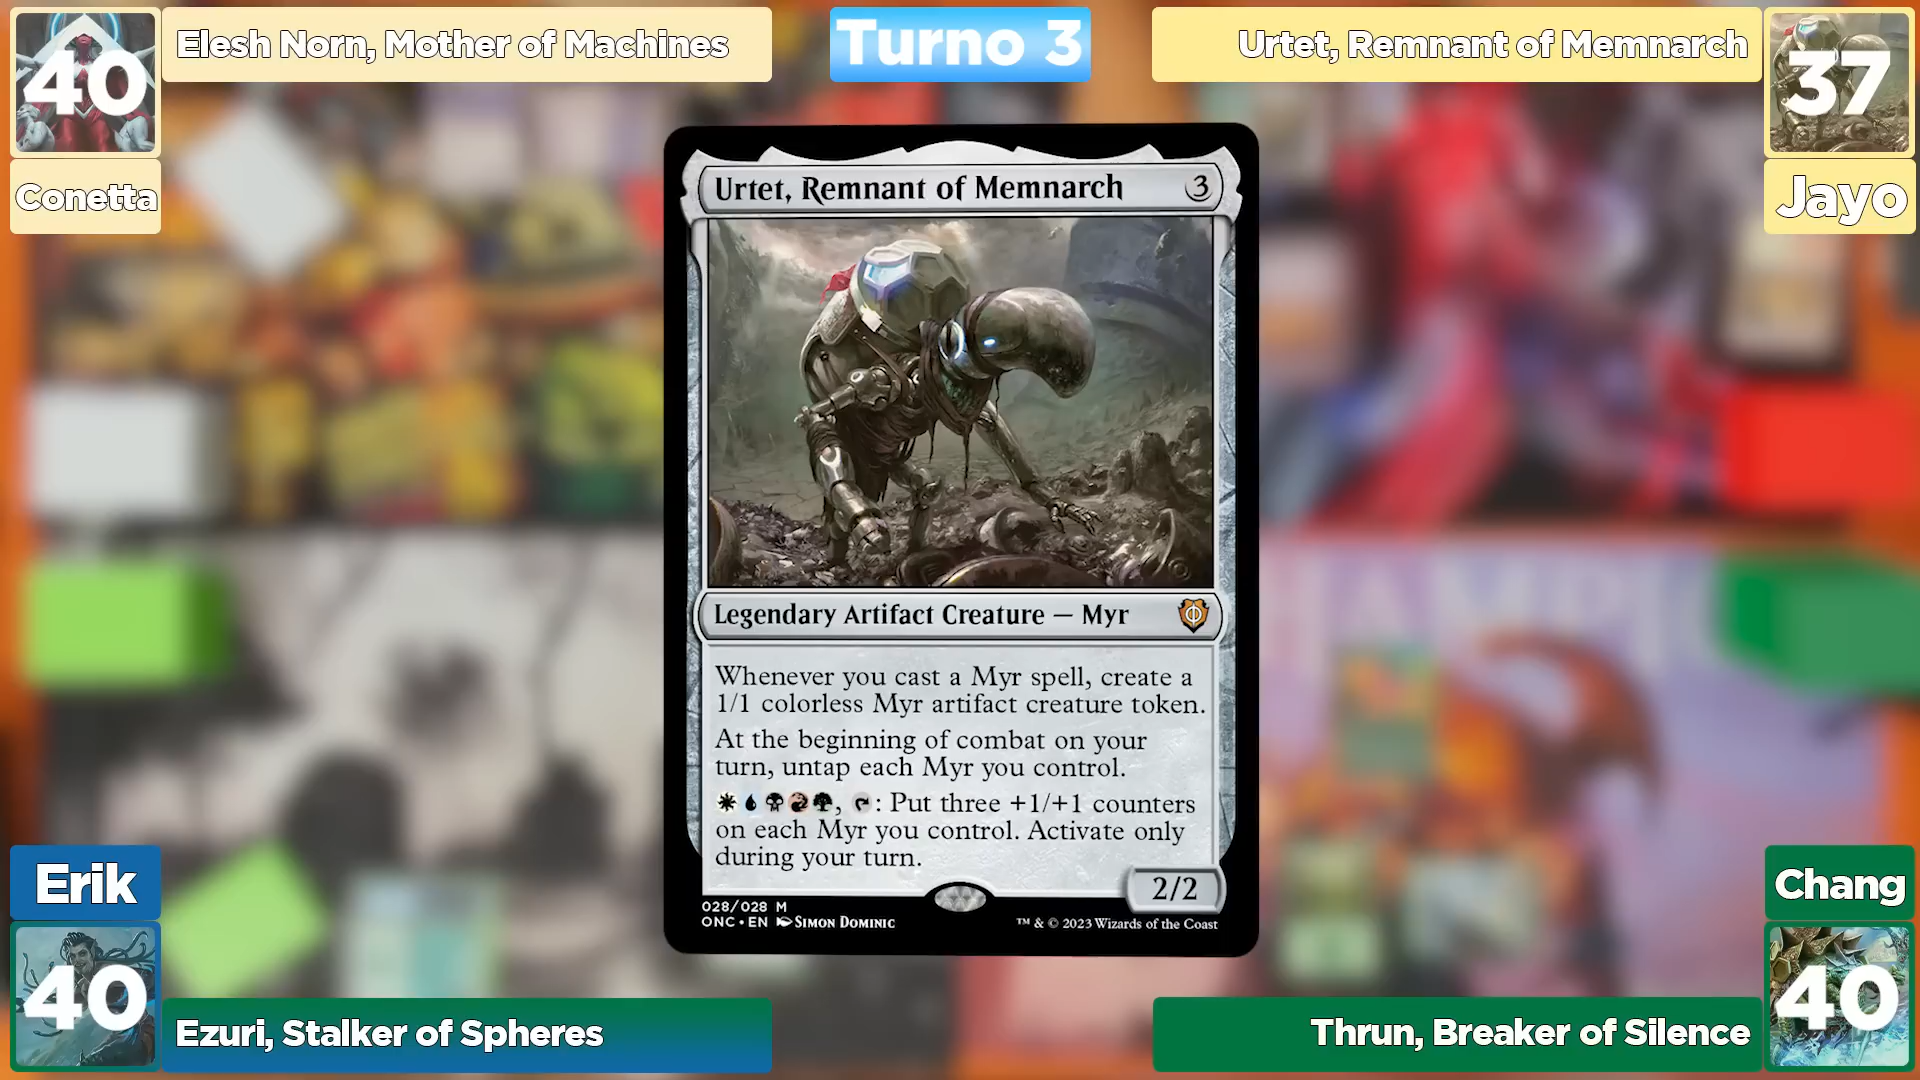 40
Elesh Norn, Mother of Machines
Turno 3
Urtet, Remnant of Memnarch
37
Conetta
Jayo
Urtet, Remnant of Memnarch 3
Legendary Artifact Creature — Myr
Whenever you cast a Myr spell, create a
1/1 colorless Myr artifact creature token.
At the beginning of combat on your
turn, untap each Myr you control.
: Put three +1/+1 counters
on each Myr you control. Activate only
during your turn.
2/2
028/028 M
ONC • EN Simon Dominic
™ & © 2023 Wizards of the Coast
Erik
40
Ezuri, Stalker of Spheres
Chang
40
Thrun, Breaker of Silence